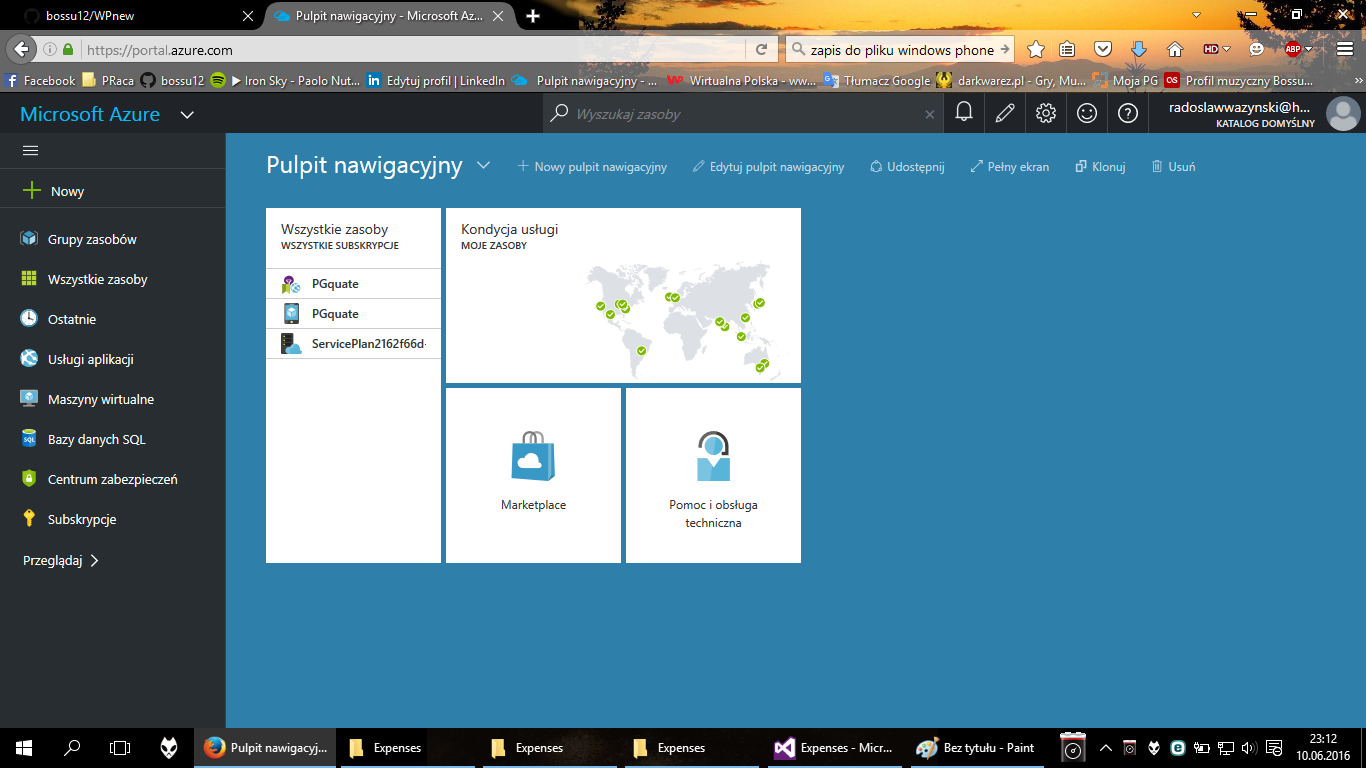 bossu12/WPnew
Pulpit nawigacyjny - Microsoft Az...
https://portal.azure.com
zapis do pliku windows phone
HD
ABP
Facebook
PRaca
bossu12
▶ Iron Sky - Paolo Nut...
Edytuj profil | LinkedIn
Pulpit nawigacyjny - ...
Wirtualna Polska - ww...
Tłumacz Google
darkwarez.pl - Gry, Mu...
Moja PG
Profil muzyczny Bossu...
Microsoft Azure
Wyszukaj zasoby
radoslawwazynski@h...
KATALOG DOMYŚLNY
Nowy
Grupy zasobów
Wszystkie zasoby
Ostatnie
Usługi aplikacji
Maszyny wirtualne
SQL
Bazy danych SQL
Centrum zabezpieczeń
Subskrypcje
Przeglądaj
Pulpit nawigacyjny
Nowy pulpit nawigacyjny
Edytuj pulpit nawigacyjny
Udostępnij
Pełny ekran
Klonuj
Usuń
Wszystkie zasoby
WSZYSTKIE SUBSKRYPCJE
PGquate
PGquate
ServicePlan2162f66d-
Kondycja usługi
MOJE ZASOBY
Marketplace
Pomoc i obsługa
techniczna
Pulpit nawigacyj...
Expenses
Expenses
Expenses
Expenses - Micr...
Bez tytułu - Paint
23:12
10.06.2016